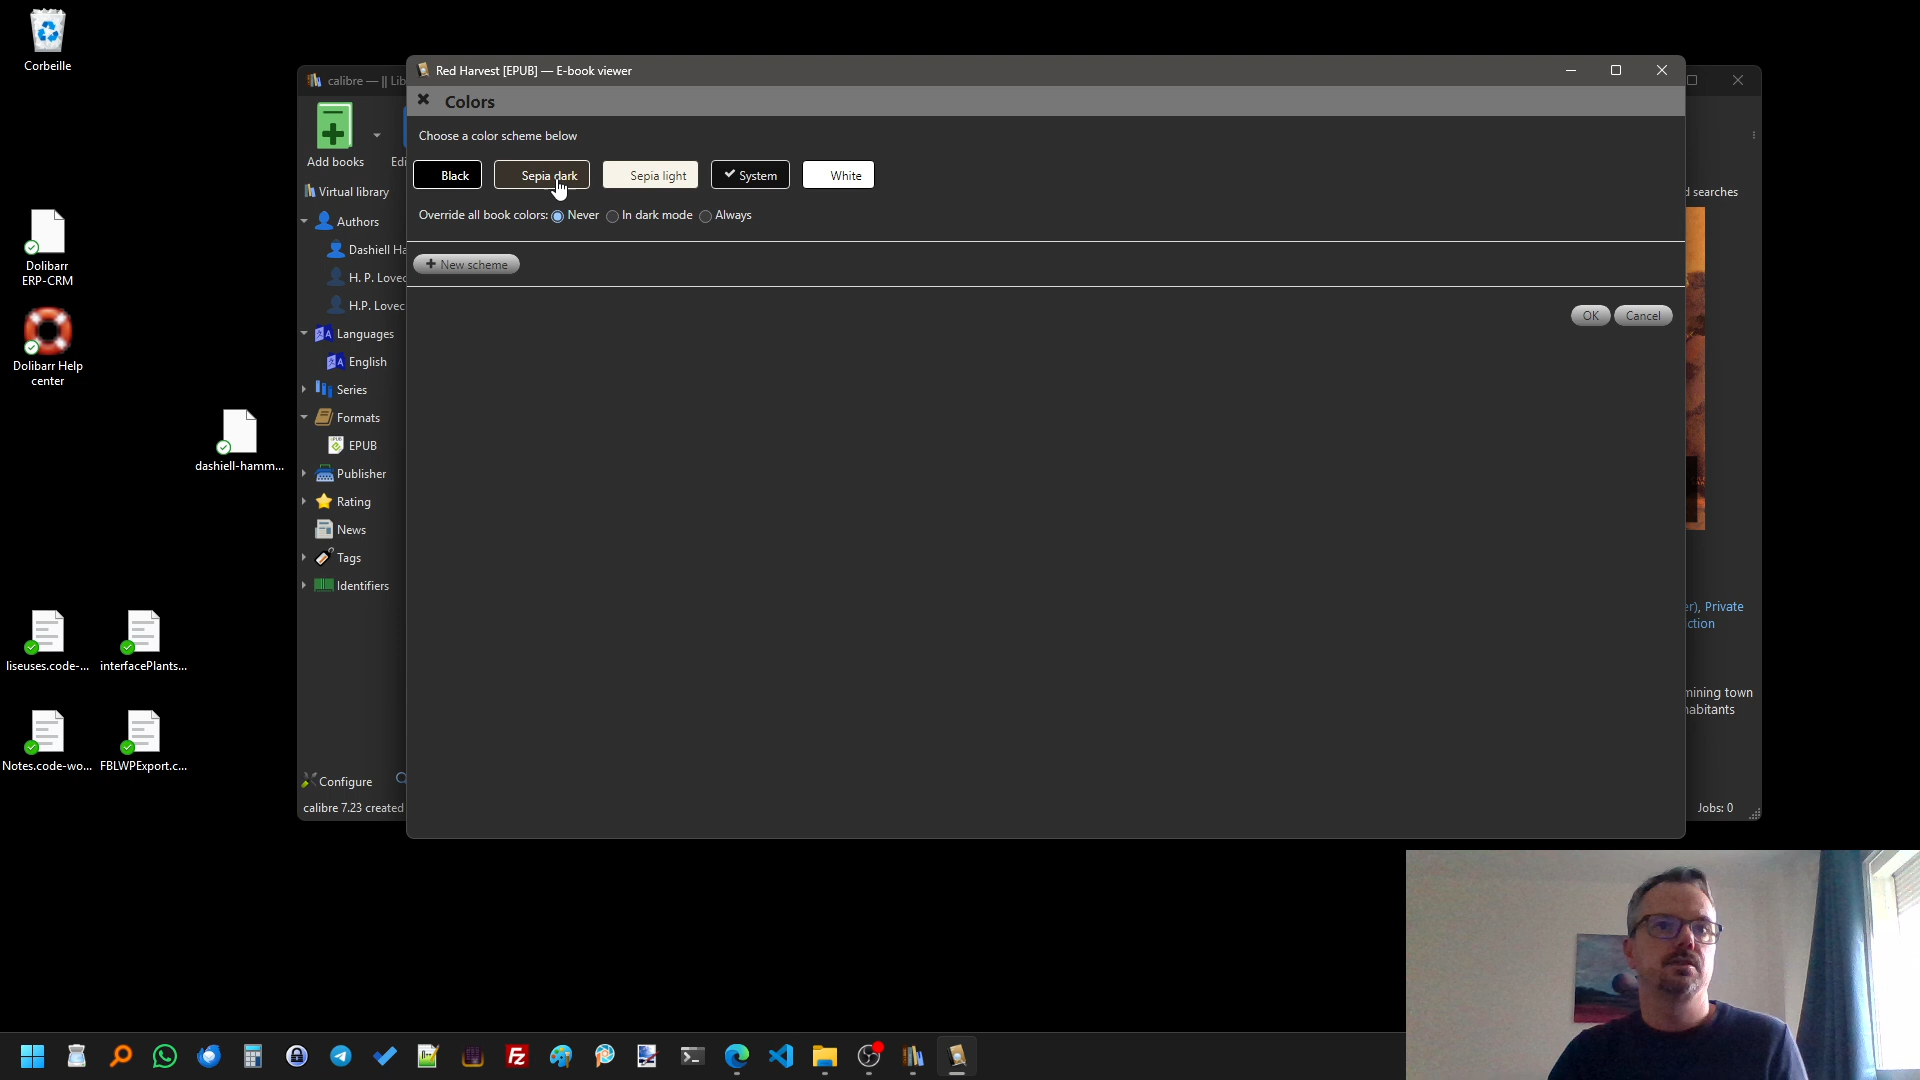 Corbeille
Dolibarr
ERP-CRM
Dolibarr Help
center
dashiell-hamm...
liseuses.code-...
interfacePlants...
Notes.code-wo...
FBLWPExport.c...
calibre — || Lib
Add books
Edi
Virtual library
Authors
Dashiell Ha
H. P. Lovec
H.P. Lovec
Languages
English
Series
Formats
EPUB
Publisher
Rating
News
Tags
Identifiers
Configure
calibre 7.23 created
Red Harvest [EPUB] — E-book viewer
Colors
Choose a color scheme below
Black
Sepia dark
Sepia light
System
White
Override all book colors: Never In dark mode Always
New scheme
OK
Cancel
d searches
er), Private
ction
mining town
habitants
Jobs: 0